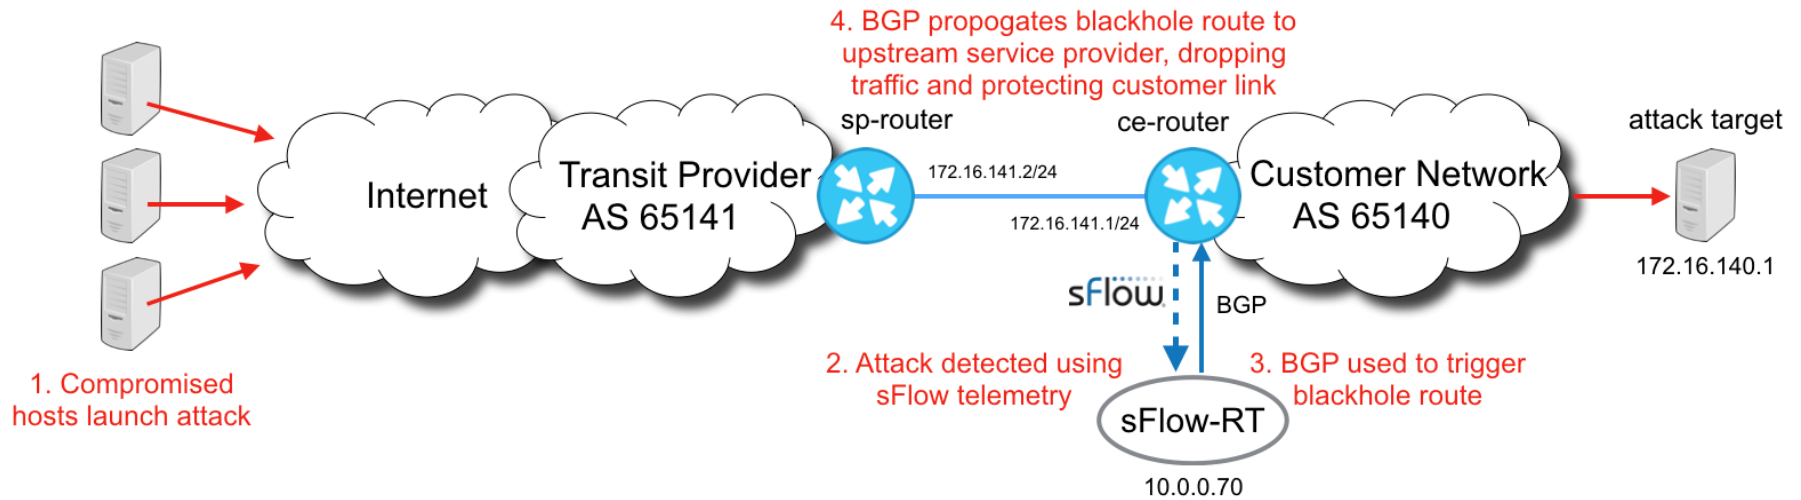 4. BGP propogates blackhole route to
upstream service provider, dropping
traffic and protecting customer link
sp-router
ce-router
attack target
Internet
Transit Provider
AS 65141
172.16.141.2/24
172.16.141.1/24
Customer Network
AS 65140
172.16.140.1
sFlow
BGP
1. Compromised
hosts launch attack
2. Attack detected using
sFlow telemetry
3. BGP used to trigger
blackhole route
sFlow-RT
10.0.0.70